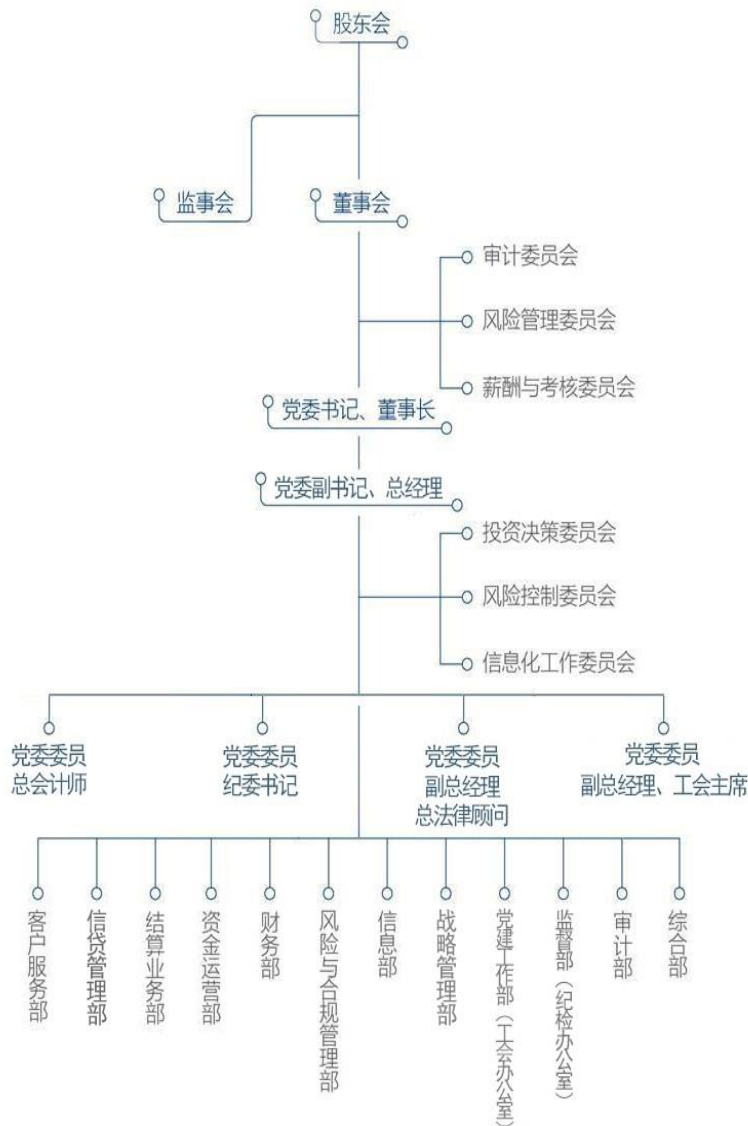 股东会
监事会
董事会
审计委员会
风险管理委员会
薪酬与考核委员会
党委书记、董事长
党委副书记、总经理
投资决策委员会
风险控制委员会
信息化工作委员会
党委委员
总会计师
党委委员
纪委书记
党委委员
副总经理
总法律顾问
党委委员
副总经理、工会主席
客户服务部
信贷管理部
结算业务部
资金运营部
财务部
风险与合规管理部
信息部
战略管理部
党建工作部（工会办公室）
监督部（纪检办公室）
审计部
综合部